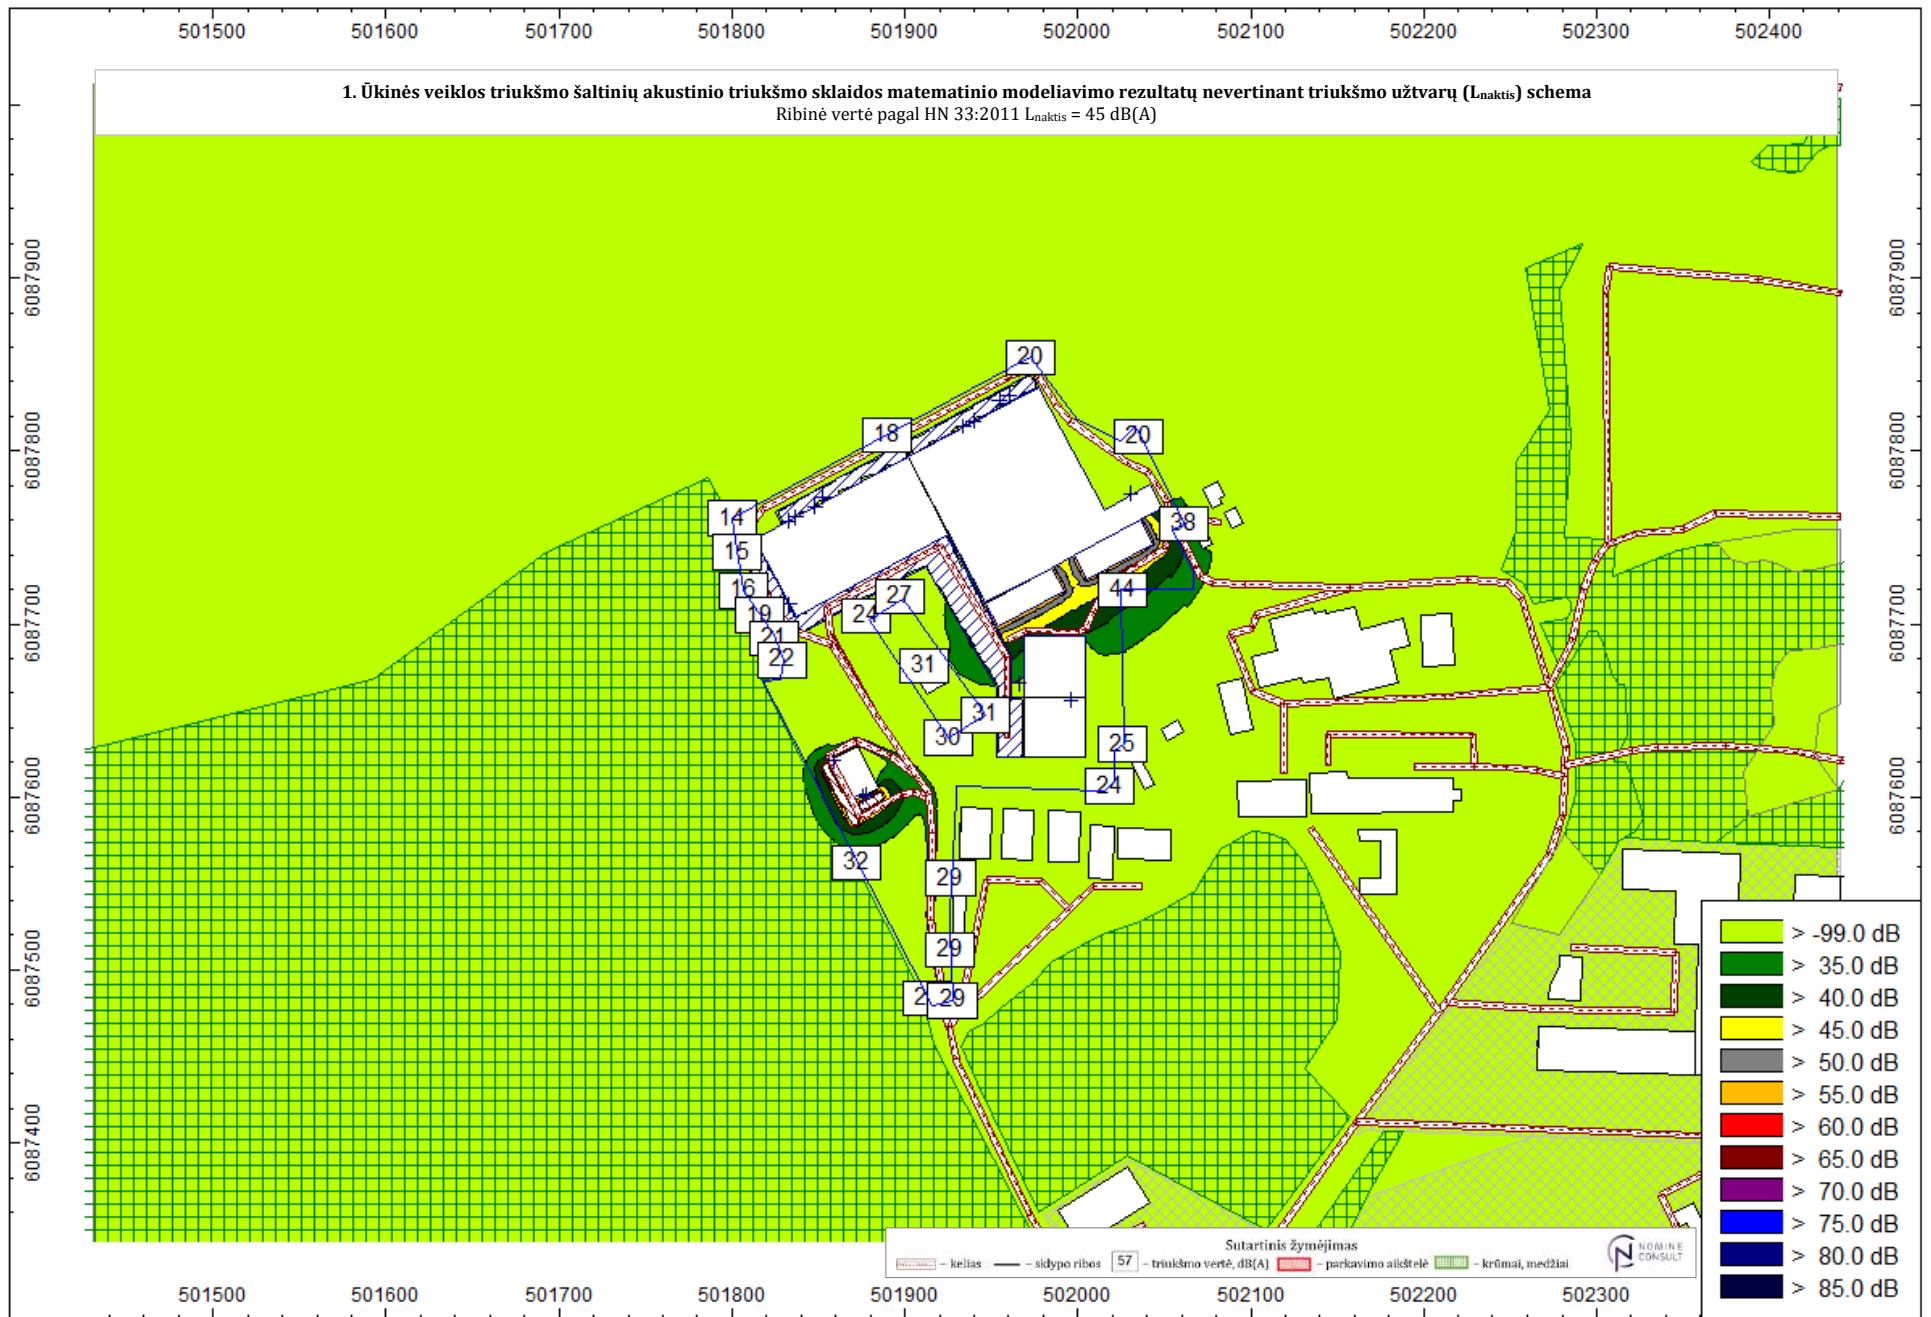 501500 501600 501700 501800 501900 502000 502100 502200 502300 502400
1. Ūkinės veiklos triukšmo šaltinių akustinio triukšmo sklaidos matematinio modeliavimo rezultatų nevertinant triukšmo užtvarų (Lnaktis) schema
Ribinė vertė pagal HN 33:2011 Lnaktis = 45 dB(A)
6087900
6087800
6087700
6087600
6087500
6087400
6087900
6087800
6087700
6087600
20
18
20
14
38
15
16
44
27
19
24
21
22
31
31
30
25
24
32
29
29
29
> -99.0 dB
> 35.0 dB
> 40.0 dB
> 45.0 dB
> 50.0 dB
> 55.0 dB
> 60.0 dB
> 65.0 dB
> 70.0 dB
> 75.0 dB
> 80.0 dB
> 85.0 dB
Sutartinis žymėjimas
– kelias – sklypo ribos 57 – triukšmo vertė, dB(A) – parkavimo aikštelė – krūmai, medžiai
NOMINE
CONSULT
501500 501600 501700 501800 501900 502000 502100 502200 502300